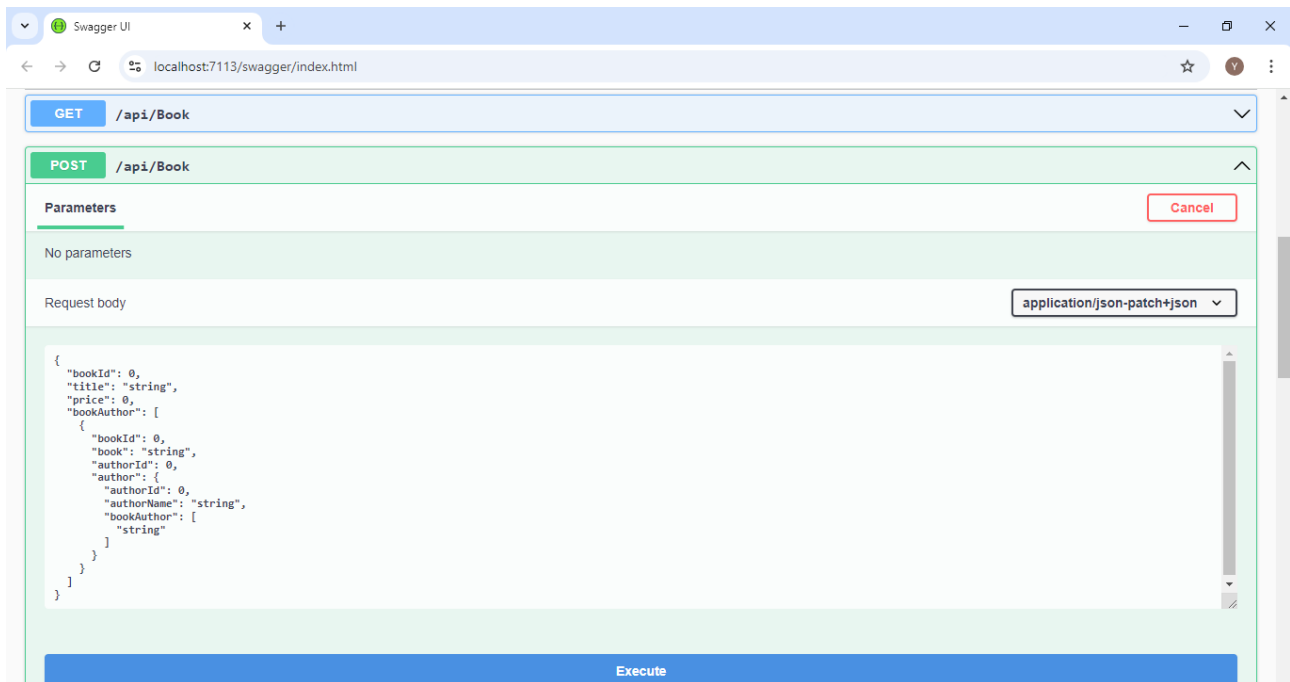 Swagger UI
localhost:7113/swagger/index.html
Y
GET /api/Book
POST /api/Book
Parameters
Cancel
No parameters
Request body
application/json-patch+json
{
  "bookId": 0,
  "title": "string",
  "price": 0,
  "bookAuthor": [
    {
      "bookId": 0,
      "book": "string",
      "authorId": 0,
      "author": {
        "authorId": 0,
        "authorName": "string",
        "bookAuthor": [
          "string"
        ]
      }
    }
  ]
}
Execute